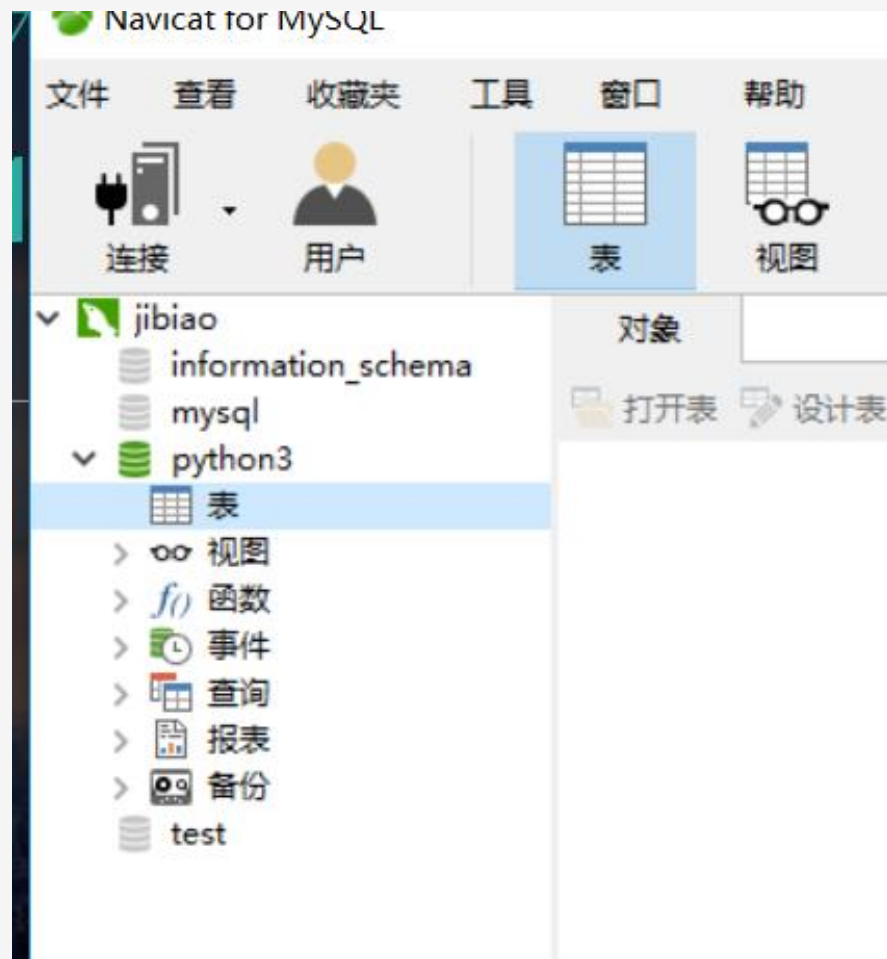 Navicat for MySQL
文件 查看 收藏夹 工具 窗口 帮助
连接 用户 表 视图
jibiao
information_schema
mysql
python3
表
视图
f() 函数
事件
查询
报表
备份
test
对象
打开表 设计表